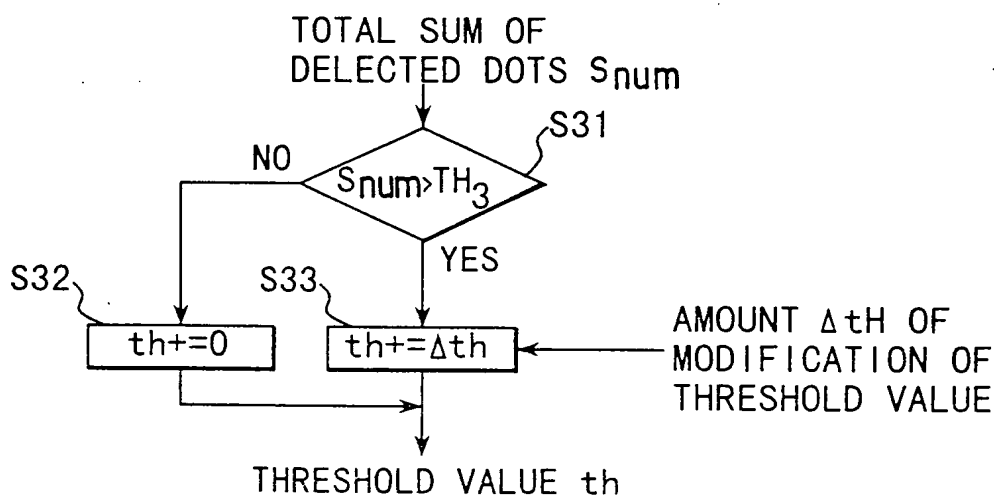 TOTAL SUM OF
DELECTED DOTS Snum
S31
NO
Snum>TH3
YES
S32
S33
th+=0
th+=Δth
AMOUNT ΔtH OF
MODIFICATION OF
THRESHOLD VALUE
THRESHOLD VALUE th